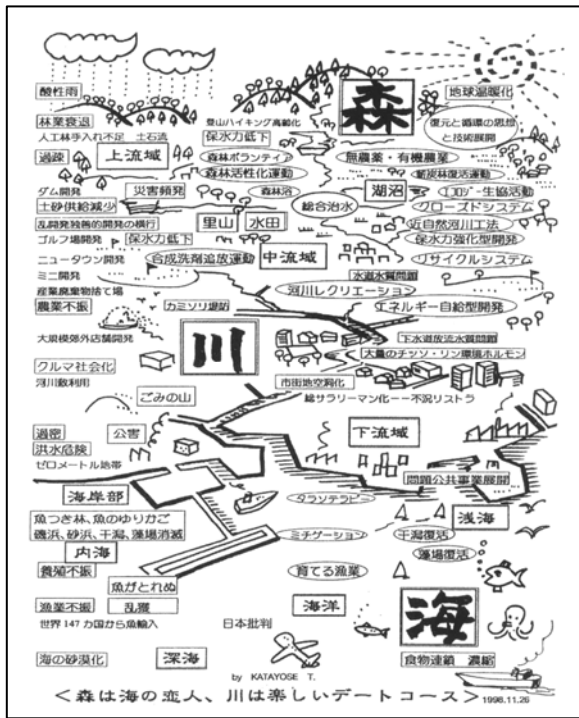 酸性雨
地球温暖化
森
林業衰退
登山ハイキング高齢化
復元と循環の思想
と技術展開
人工林手入れ不足 土石流
保水力低下
過疎
上流域
森林ボランティア
無農薬・有機農業
森林活性化運動
薪炭林復活運動
ダム開発
災害頻発
森林浴
湖沼
エコロジー生協活動
土砂供給減少
総合治水
クローズドシステム
里山
水田
乱開発独善的開発の横行
近自然河川工法
ゴルフ場開発
保水力低下
保水力強化型開発
ニュータウン開発
合成洗剤追放運動
中流域
リサイクルシステム
ミニ開発
水道水質問題
産業廃棄物捨て場
河川レクリエーション
農業不振
カミソリ堤防
エネルギー自給型開発
大規模郊外店舗開発
川
下水道放流水質問題
大量のチッソ・リン環境ホルモン
クルマ社会化
河川敷利用
市街地空洞化
ごみの山
総サラリーマン化ーー不況リストラ
過密
公害
下流域
洪水危険
ゼロメートル地帯
問題公共事業展開
海岸部
タラソテラピー
浅海
魚つき林、魚のゆりかご
磯浜、砂浜、干潟、藻場消滅
ミチゲーション
干潟復活
内海
藻場復活
養殖不振
育てる漁業
魚がとれぬ
海洋
海
漁業不振
乱獲
世界147カ国から魚輸入
日本批判
海の砂漠化
深海
食物連鎖 濃縮
by KATAYOSE T.
＜森は海の恋人、川は楽しいデートコース＞ 1998.11.26